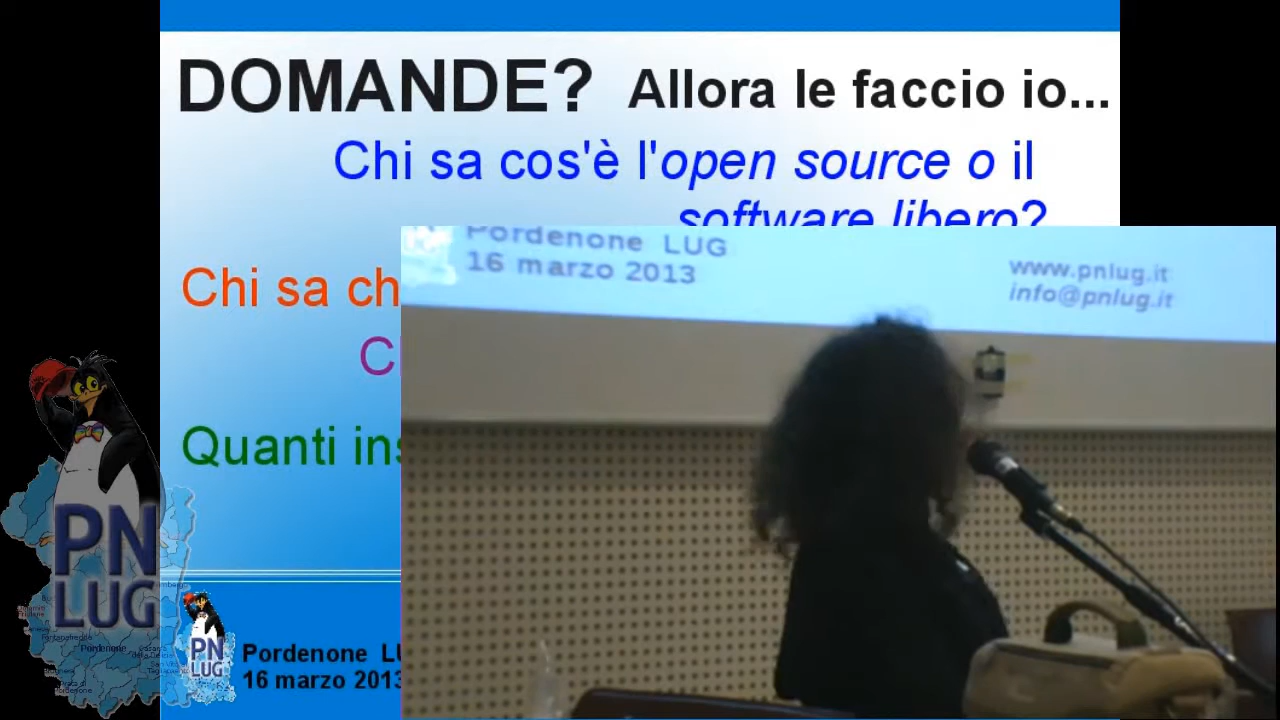 DOMANDE? Allora le faccio io...
Chi sa cos'è l'open source o il
software libero?
Chi sa ch
Quanti ins
Pordenone LUG
16 marzo 2013
www.pnlug.it
info@pnlug.it
PN
LUG
Pordenone
PN
LUG
Pordenone LU
16 marzo 2013